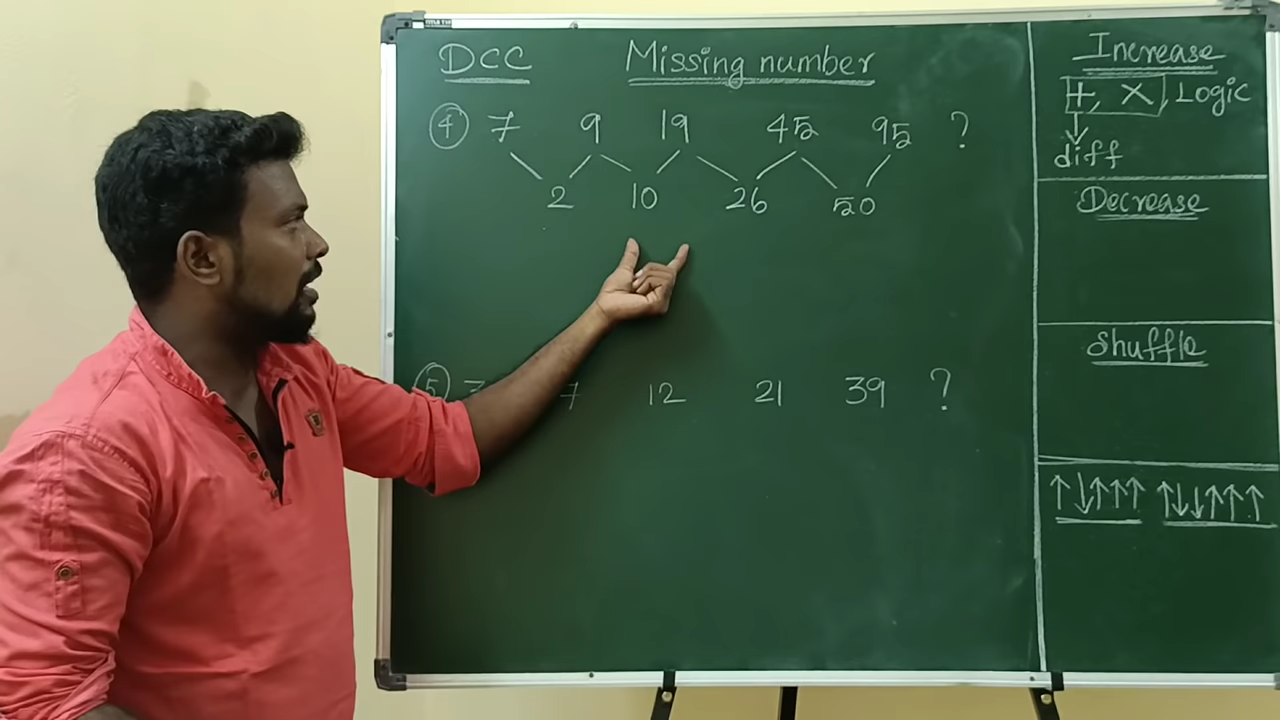 DCC Missing number
④ 7 9 19 45 95 ?
2 10 26 50
⑤ 7 12 21 39 ?
Increase
+, ×, Logic
↓
diff
Decrease
Shuffle
↑↓↑↑↑ ↑↓↓↑↑↑